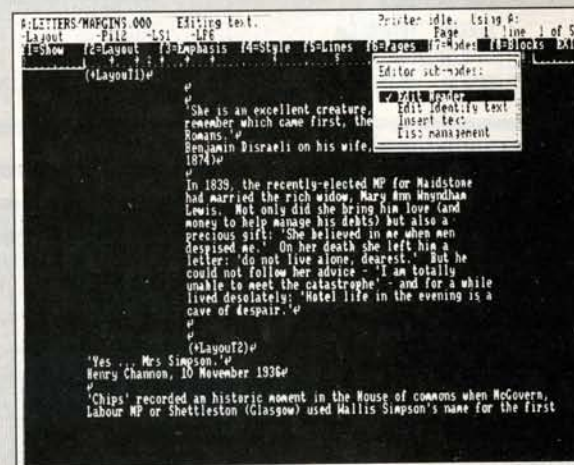 A:LETTERS/MARGINS.000 Editing text. Printer idle. Using A:
-Layout -Pi12 -LS1 -LP6 Page 1 line 1 of 5
f1=Show f2=Layout f3=Emphasis f4=Style f5=Lines f6=Pages f7=Modes f8=Blocks EXIT
Editor sub-modes:
✓ Edit Header
Edit Identify text
Insert text
Disc management
(+LayouT1)↵
↵
↵
'She is an excellent creature,
remember which came first, the
Romans.'↵
Benjamin Disraeli on his wife,
1874)↵
↵
In 1839, the recently-elected MP for Maidstone
had married the rich widow, Mary Ann Whyndham
Lewis. Not only did she bring him love (and
money to help manage his debts) but also a
precious gift: 'She believed in me when men
despised me.' On her death she left him a
letter: 'do not live alone, dearest.' But he
could not follow her advice - 'I am totally
unable to meet the catastrophe' - and for a while
lived desolately: 'Hotel life in the evening is a
cave of despair.'↵
↵
↵
(+LayouT2)↵
'Yes ... Mrs Simpson.'↵
Henry Channon, 10 November 1936↵
↵
'Chips' recorded an historic moment in the House of commons when McGovern,
Labour MP or Shettleston (Glasgow) used Wallis Simpson's name for the first